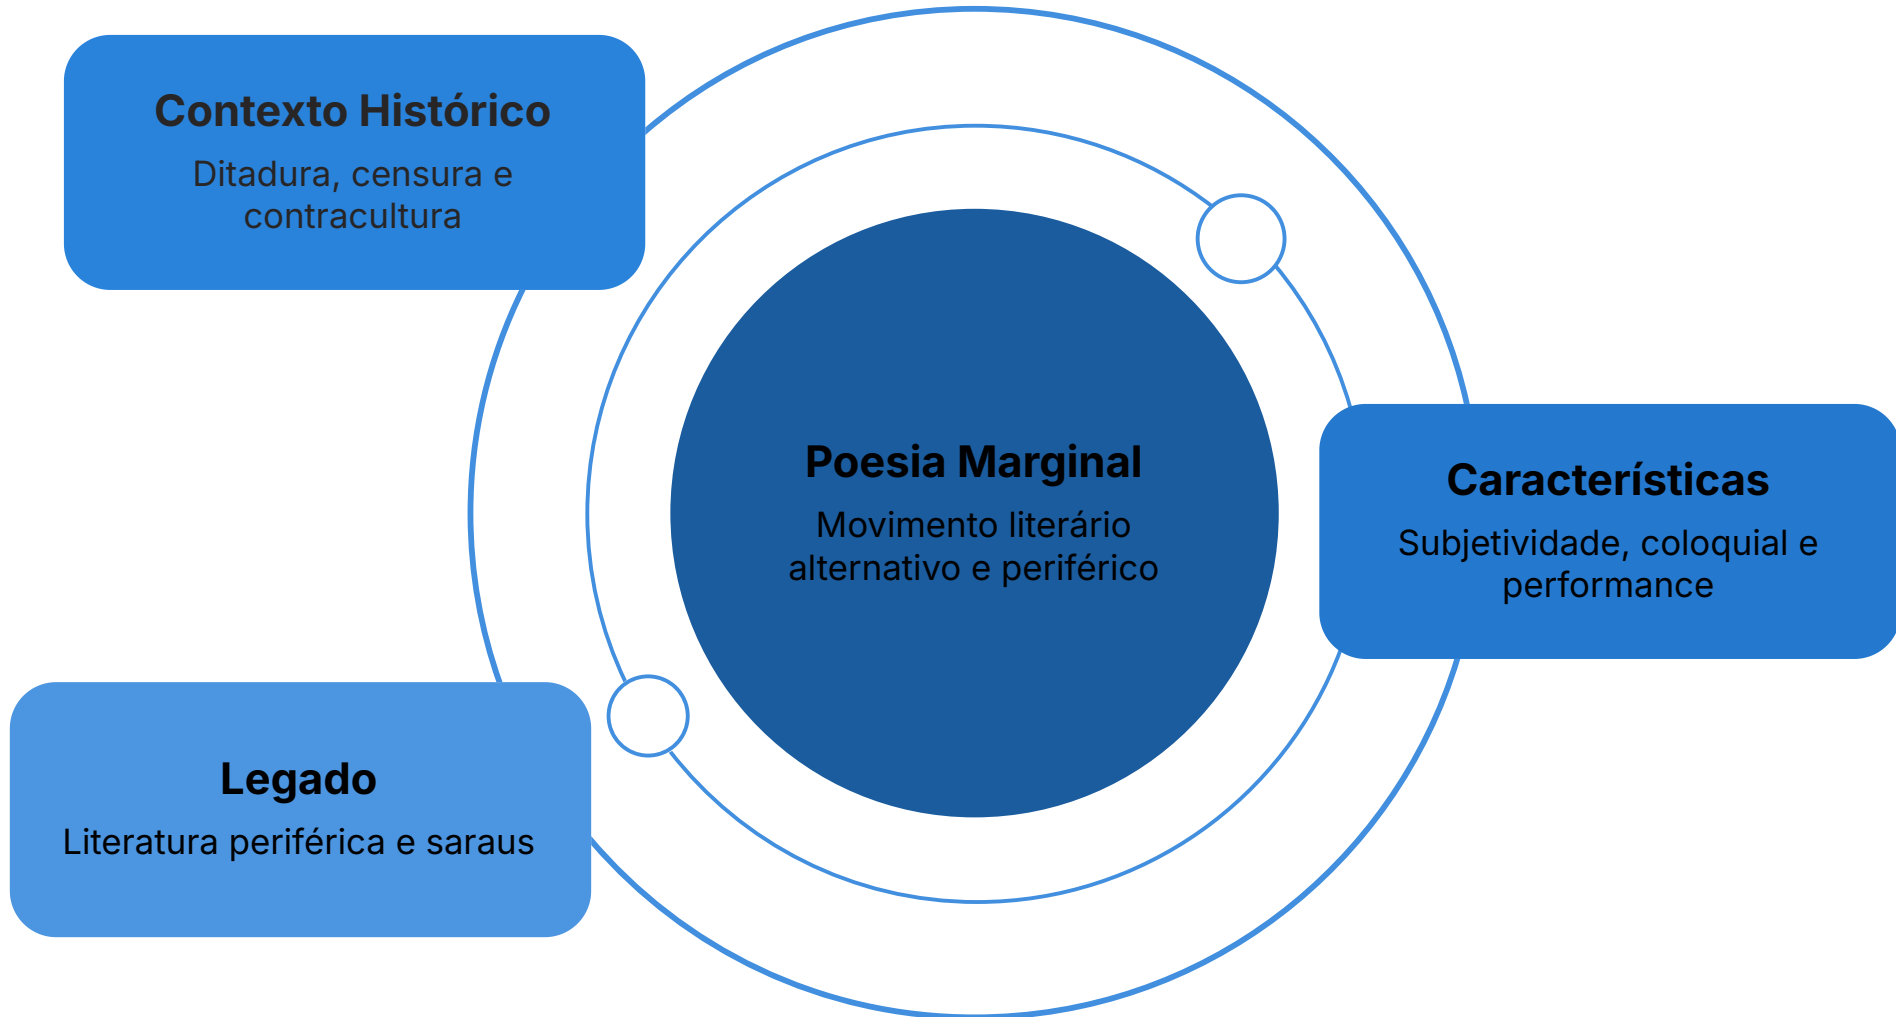 Contexto Histórico
Ditadura, censura e
contracultura
Poesia Marginal
Movimento literário
alternativo e periférico
Características
Subjetividade, coloquial e
performance
Legado
Literatura periférica e saraus